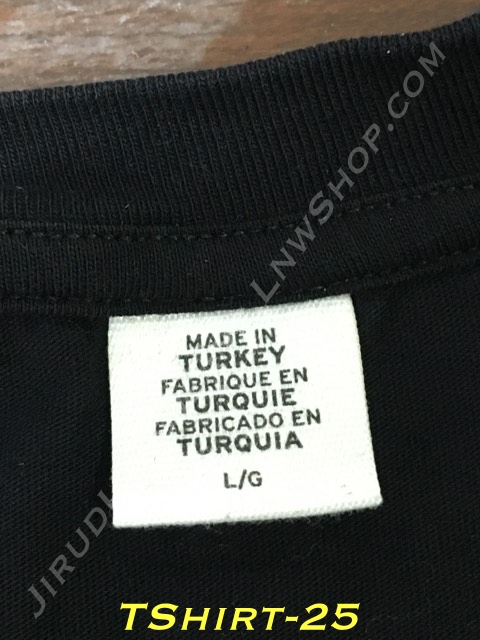 MADE IN
TURKEY
FABRIQUE EN
TURQUIE
FABRICADO EN
TURQUIA
L/G
LnwShop.com
TShirt-25